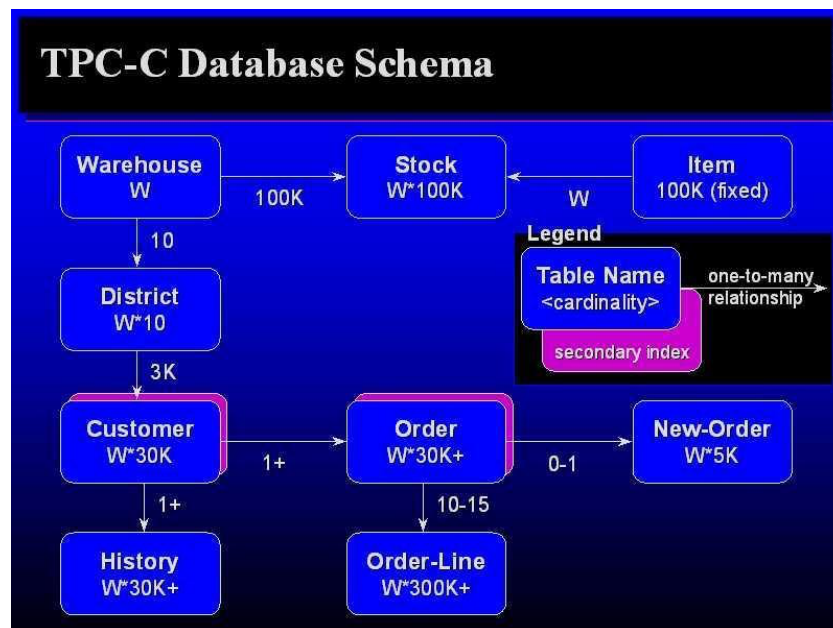 TPC-C Database Schema
Warehouse
W
100K
Stock
W*100K
W
Item
100K (fixed)
10
Legend
Table Name
<cardinality>
one-to-many
relationship
secondary index
District
W*10
3K
Customer
W*30K
1+
Order
W*30K+
0-1
New-Order
W*5K
1+
10-15
History
W*30K+
Order-Line
W*300K+